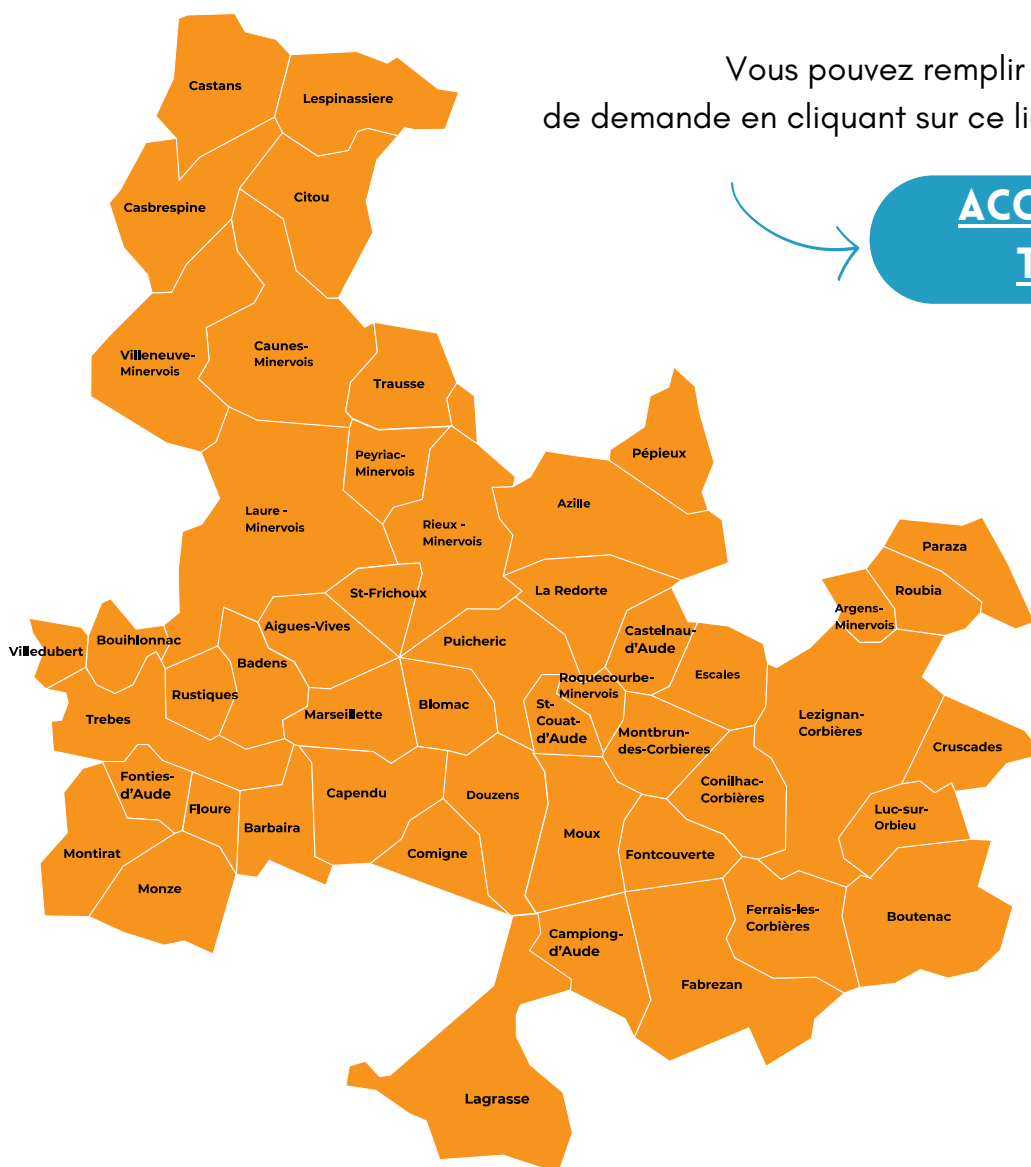 Vous pouvez remplir
de demande en cliquant sur ce li
ACC
Castans
Lespinassiere
Casbrespine
Citou
Villeneuve-
Minervois
Caunes-
Minervois
Trausse
Peyriac-
Minervois
Pépieux
Laure -
Minervois
Rieux -
Minervois
Azille
Paraza
Roubia
Argens-
Minervois
St-Frichoux
La Redorte
Aigues-Vives
Puicheric
Castelnau-
d'Aude
Villedubert
Bouihlonnac
Badens
Escales
Rustiques
Roquecourbe-
Minervois
Trebes
Marseillette
Blomac
St-
Couat-
d'Aude
Montbrun-
des-Corbieres
Lezignan-
Corbières
Cruscades
Fonties-
d'Aude
Floure
Capendu
Douzens
Conilhac-
Corbières
Luc-sur-
Orbieu
Barbaira
Moux
Montirat
Comigne
Fontcouverte
Monze
Campiong-
d'Aude
Ferrais-les-
Corbières
Boutenac
Fabrezan
Lagrasse